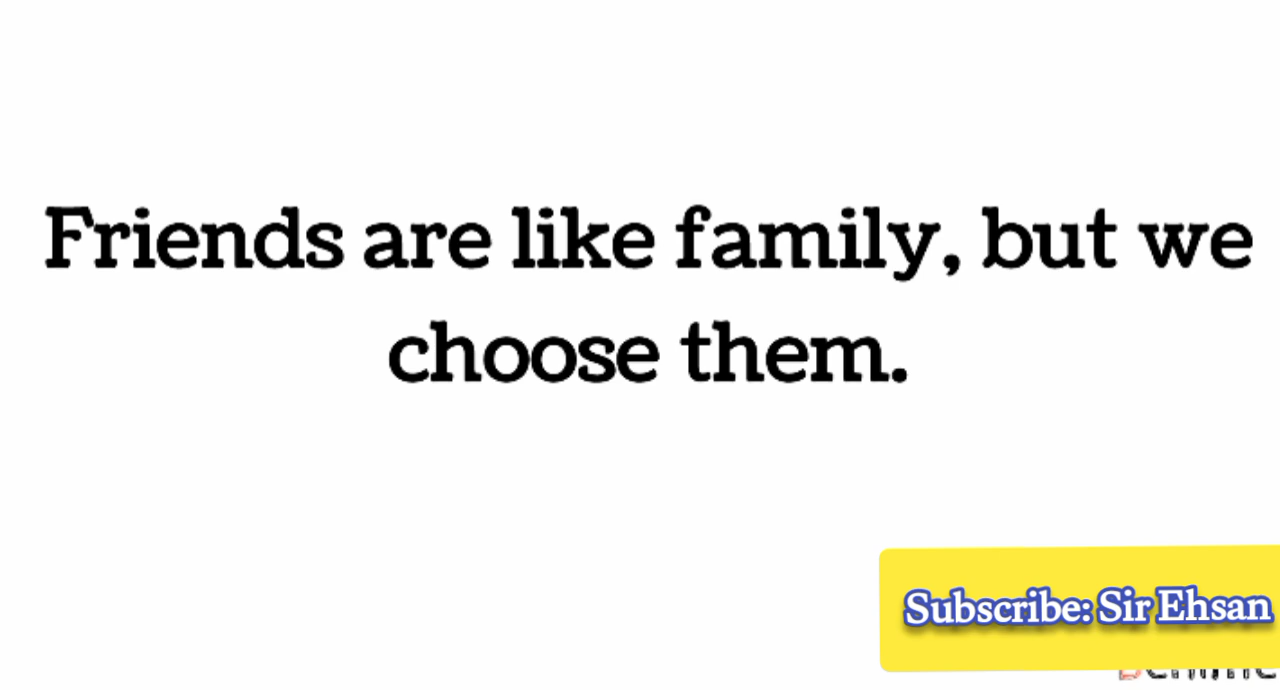 Friends are like family, but we
choose them.
Subscribe: Sir Ehsan